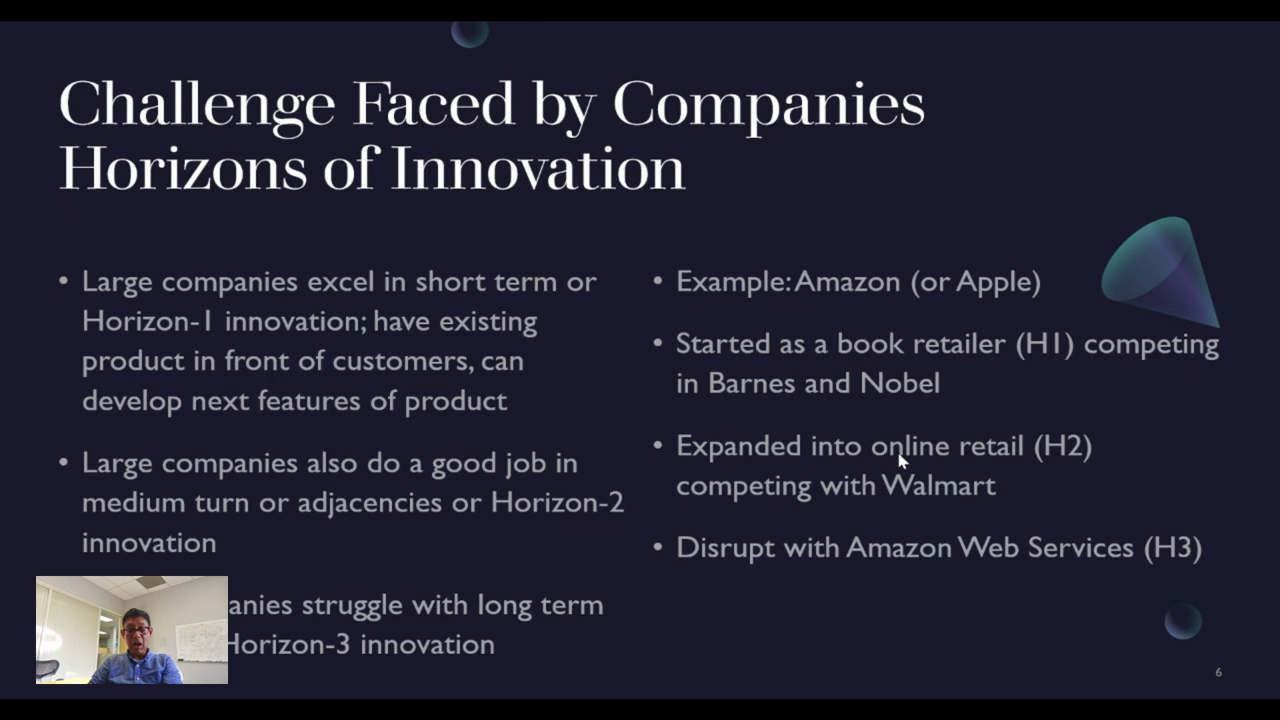 Challenge Faced by Companies
Horizons of Innovation
• Large companies excel in short term or
Horizon-1 innovation; have existing
product in front of customers, can
develop next features of product
• Large companies also do a good job in
medium turn or adjacencies or Horizon-2
innovation
struggle with long term
Horizon-3 innovation
• Example: Amazon (or Apple)
• Started as a book retailer (H1) competing
in Barnes and Nobel
• Expanded into online retail (H2)
competing with Walmart
• Disrupt with Amazon Web Services (H3)
6